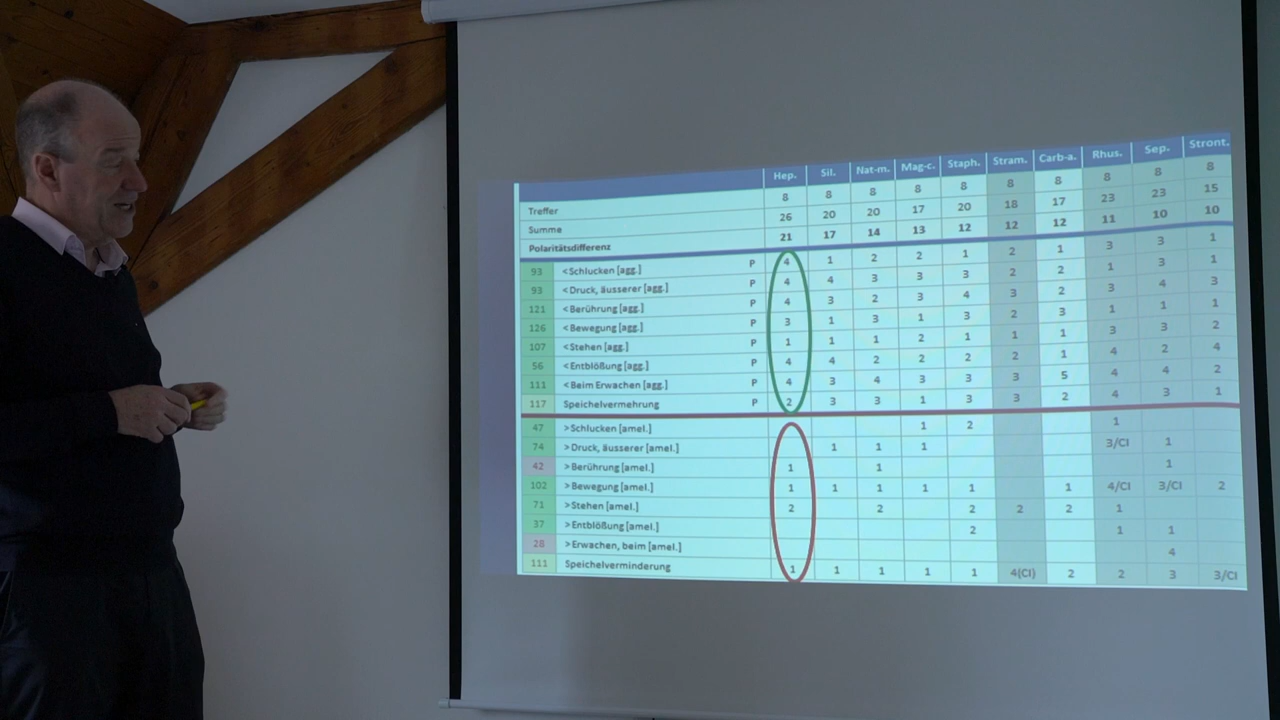 Hep. Sil. Nat-m. Mag-c. Staph. Stram. Carb-a. Rhus. Sep. Stront.
Treffer 8 8 8 8 8 8 8 8 8 8
Summe 26 20 20 17 20 18 17 23 23 15
Polaritätsdifferenz 21 17 14 13 12 12 12 11 10 10
93 <Schlucken [agg.] P 4 1 2 2 1 2 1 3 3 1
93 <Druck, äusserer [agg.] P 4 4 3 3 3 2 2 1 3 1
121 <Berührung [agg.] P 4 3 2 3 4 3 2 3 4 3
126 <Bewegung [agg.] P 3 1 3 1 3 2 3 1 1 1
107 <Stehen [agg.] P 1 1 1 2 1 1 1 3 3 2
56 <Entblößung [agg.] P 4 4 2 2 2 2 1 4 2 4
111 <Beim Erwachen [agg.] P 4 3 4 3 3 3 5 4 4 2
117 Speichelvermehrung P 2 3 3 1 3 3 2 4 3 1
47 >Schlucken [amel.] 1 2 1
74 >Druck, äusserer [amel.] 1 1 1 3/CI 1
42 >Berührung [amel.] 1 1 1
102 >Bewegung [amel.] 1 1 1 1 1 1 4/CI 3/CI 2
71 >Stehen [amel.] 2 2 2 2 2 1
37 >Entblößung [amel.] 2 1 1
28 >Erwachen, beim [amel.] 4
111 Speichelverminderung 1 1 1 1 1 4(CI) 2 2 3 3/CI